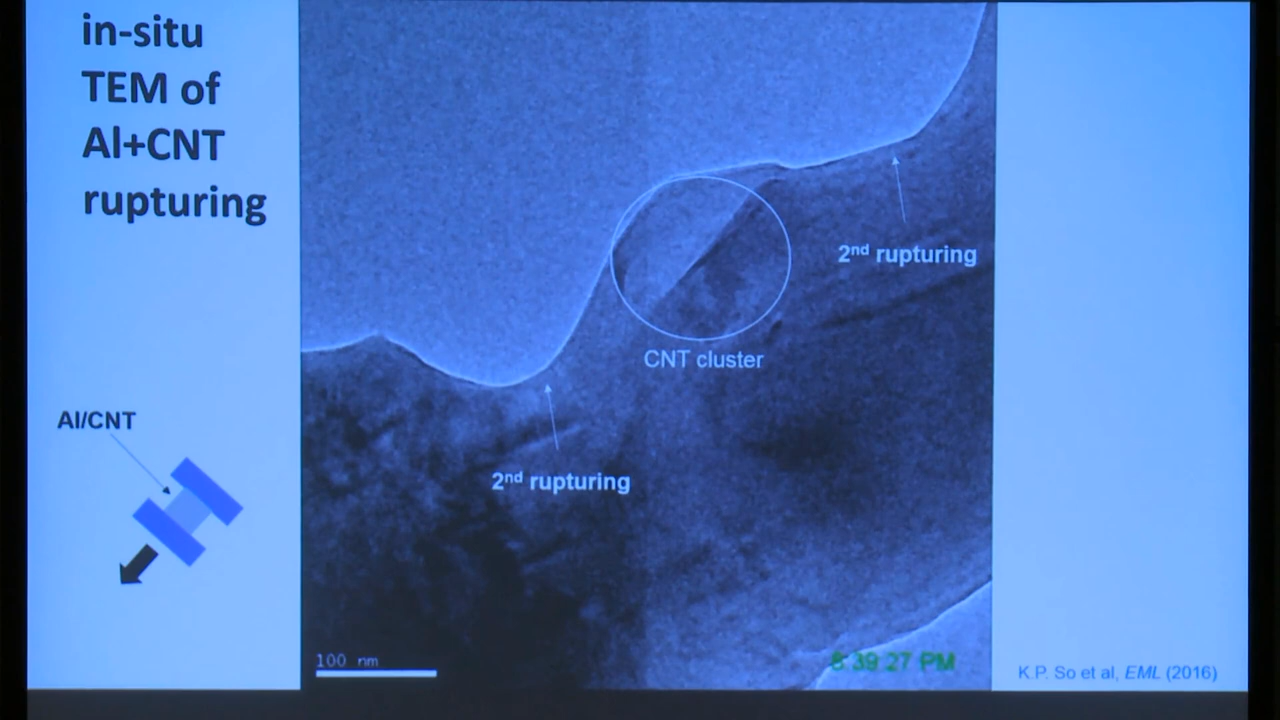 in-situ
TEM of
Al+CNT
rupturing
2nd rupturing
CNT cluster
Al/CNT
2nd rupturing
100 nm
8:39:27 PM
K.P. So et al, EML (2016)